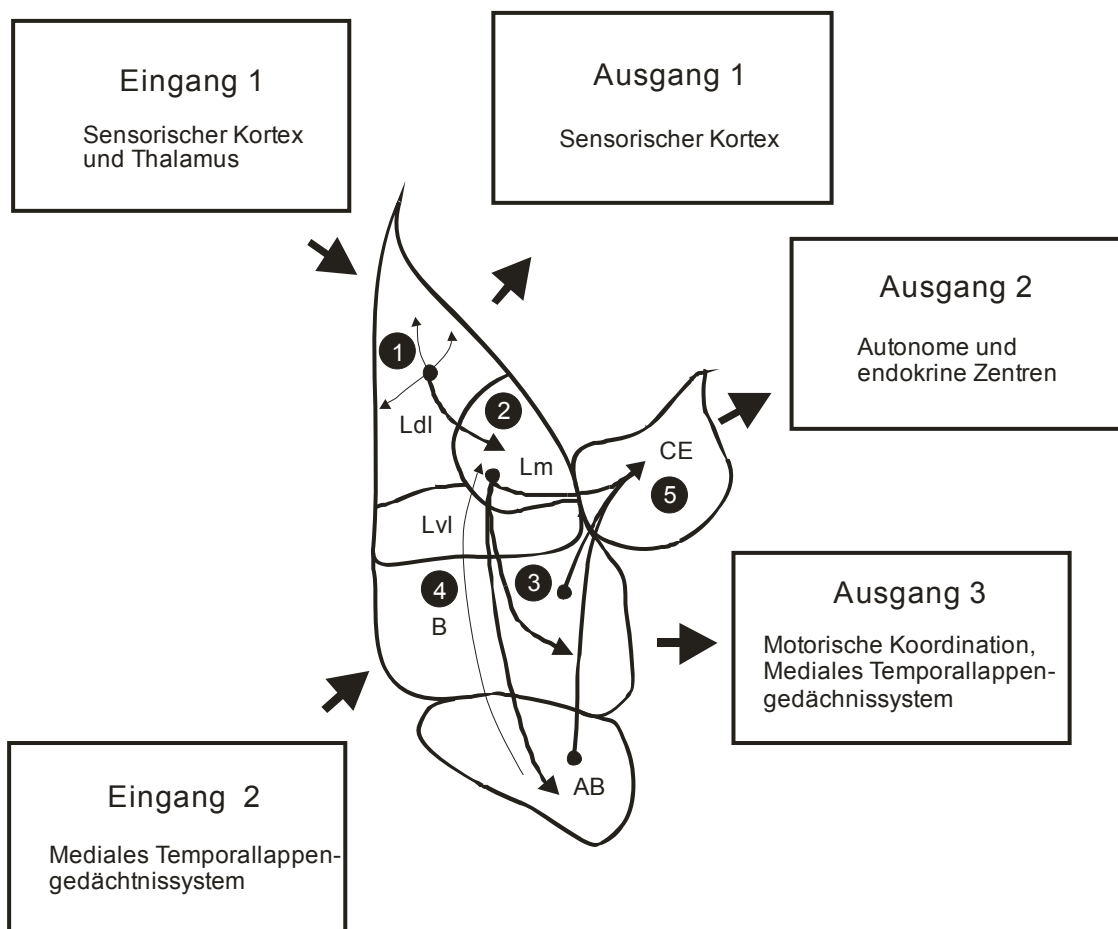 Eingang 1
Sensorischer Kortex
und Thalamus
Ausgang 1
Sensorischer Kortex
Ausgang 2
Autonome und
endokrine Zentren
1
Ldl
2
Lm
CE
5
Lvl
3
4
B
AB
Ausgang 3
Motorische Koordination,
Mediales Temporallappen-
gedächnissystem
Eingang 2
Mediales Temporallappen-
gedächtnissystem